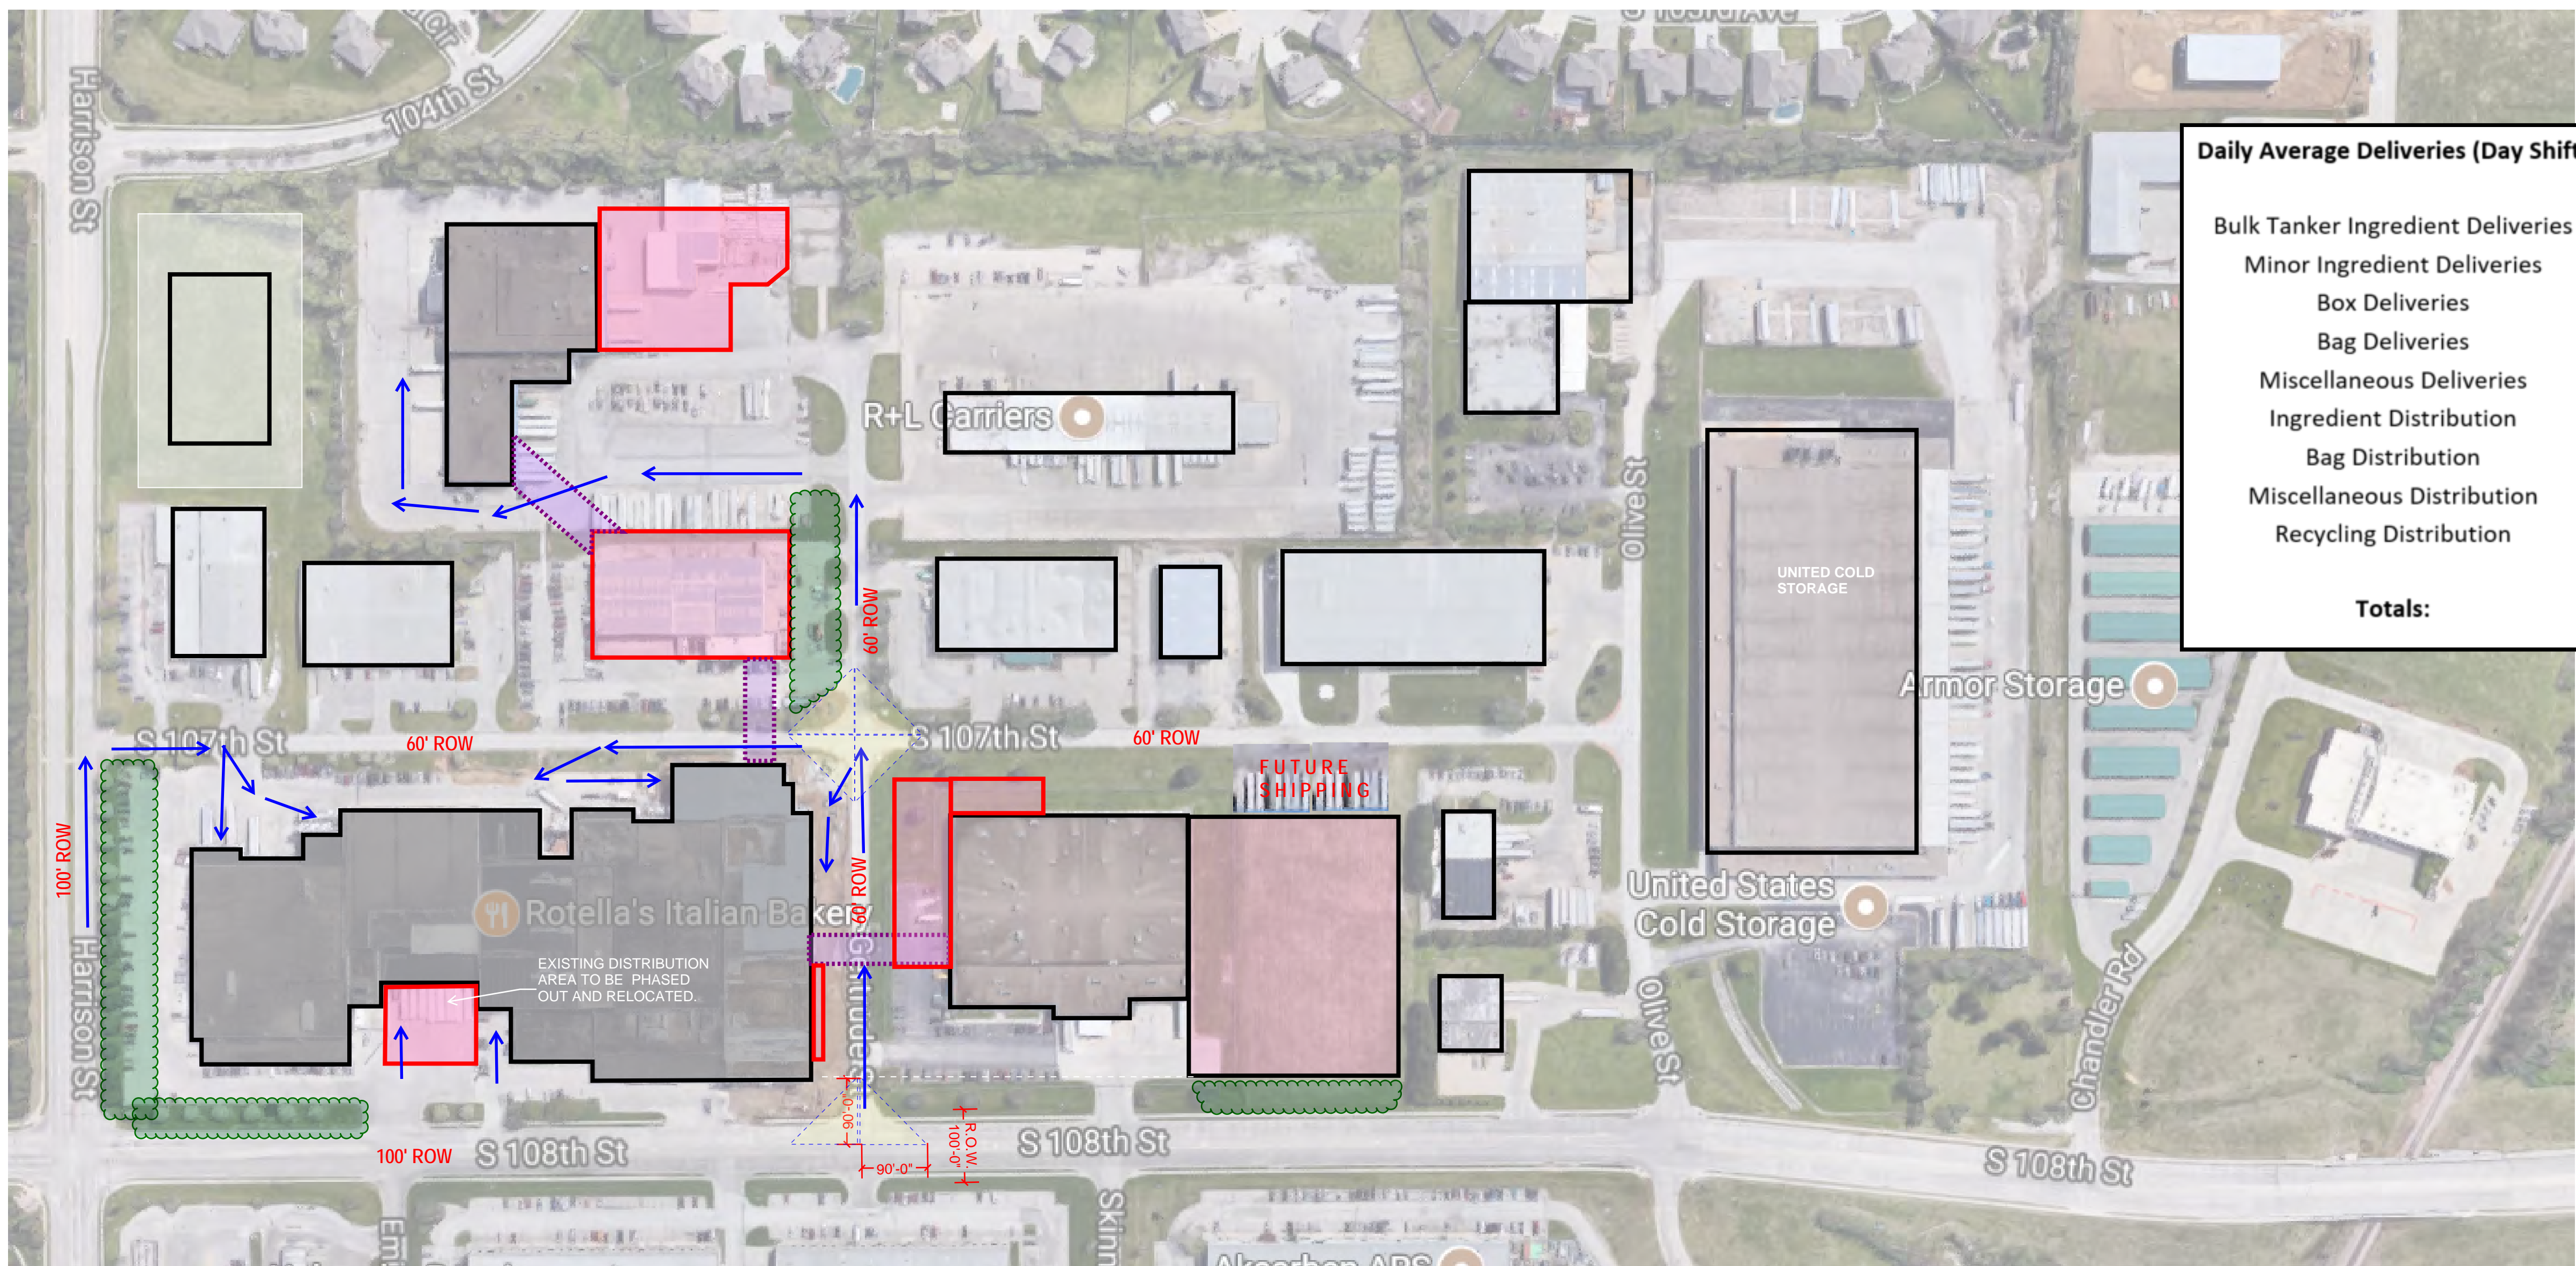 S 103rd Ave
Harrison St
104th St
Daily Average Deliveries (Day Shift
Bulk Tanker Ingredient Deliveries
Minor Ingredient Deliveries
Box Deliveries
Bag Deliveries
Miscellaneous Deliveries
Ingredient Distribution
Bag Distribution
Miscellaneous Distribution
Recycling Distribution
Totals:
R+L Carriers
Olive St
UNITED COLD
STORAGE
60' ROW
Armor Storage
S 107th St
60' ROW
S 107th St
60' ROW
FUTURE
SHIPPING
100' ROW
60' ROW
Rotella's Italian Bakery
United States
Cold Storage
EXISTING DISTRIBUTION
AREA TO BE PHASED
OUT AND RELOCATED.
Harrison St
Olive St
Chandler Rd
90'-0"
R.O.W.
100'-0"
90'-0"
100' ROW
S 108th St
S 108th St
S 108th St
Skinn